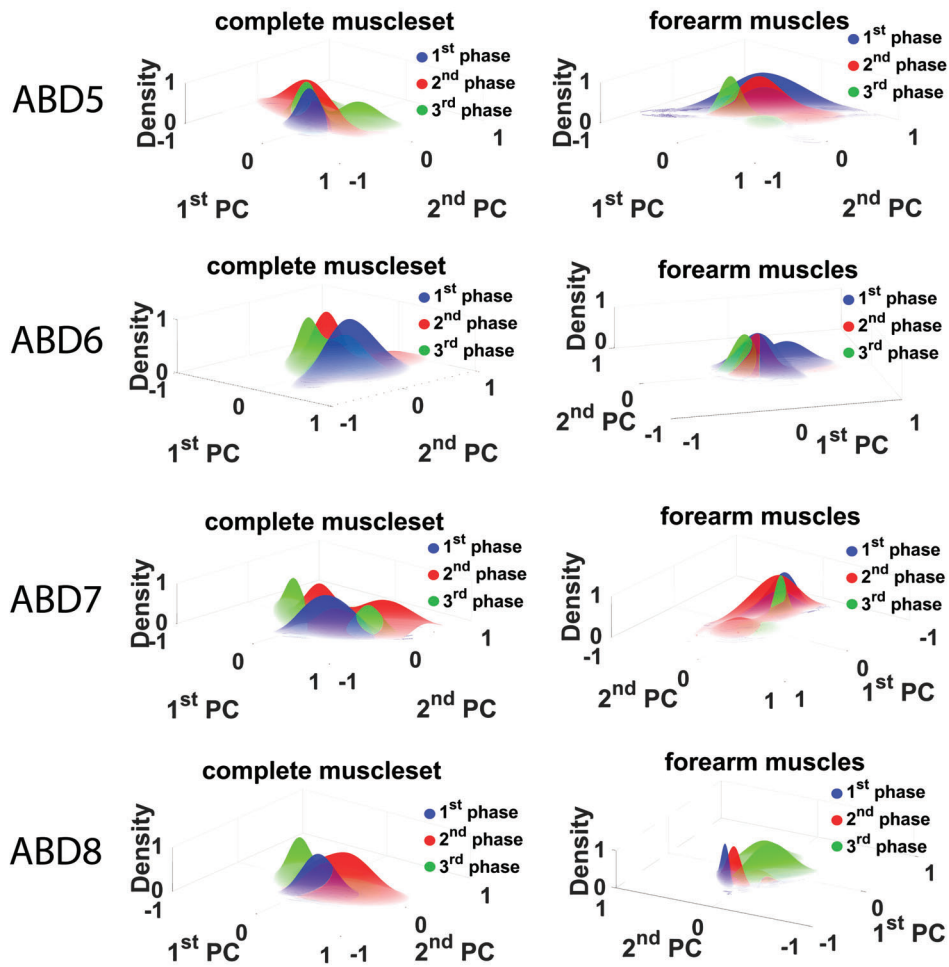 complete muscleset
forearm muscles
ABD5
1st phase
2nd phase
3rd phase
Density
1
0
-1
0
1
-1
0
1
1st PC
2nd PC
1st phase
2nd phase
3rd phase
Density
1
0
-1
0
1
-1
0
1
1st PC
2nd PC
complete muscleset
forearm muscles
ABD6
1st phase
2nd phase
3rd phase
Density
1
0
-1
0
1
-1
0
1
1st PC
2nd PC
1st phase
2nd phase
3rd phase
Density
1
0
1
0
-1
-1
0
1
2nd PC
1st PC
complete muscleset
forearm muscles
ABD7
1st phase
2nd phase
3rd phase
Density
1
0
-1
0
1
-1
0
1
1st PC
2nd PC
1st phase
2nd phase
3rd phase
Density
1
0
-1
0
1
1
0
-1
2nd PC
1st PC
complete muscleset
forearm muscles
ABD8
1st phase
2nd phase
3rd phase
Density
1
0
-1
0
1
-1
0
1
1st PC
2nd PC
1st phase
2nd phase
3rd phase
Density
1
0
1
0
-1
-1
0
1
2nd PC
1st PC